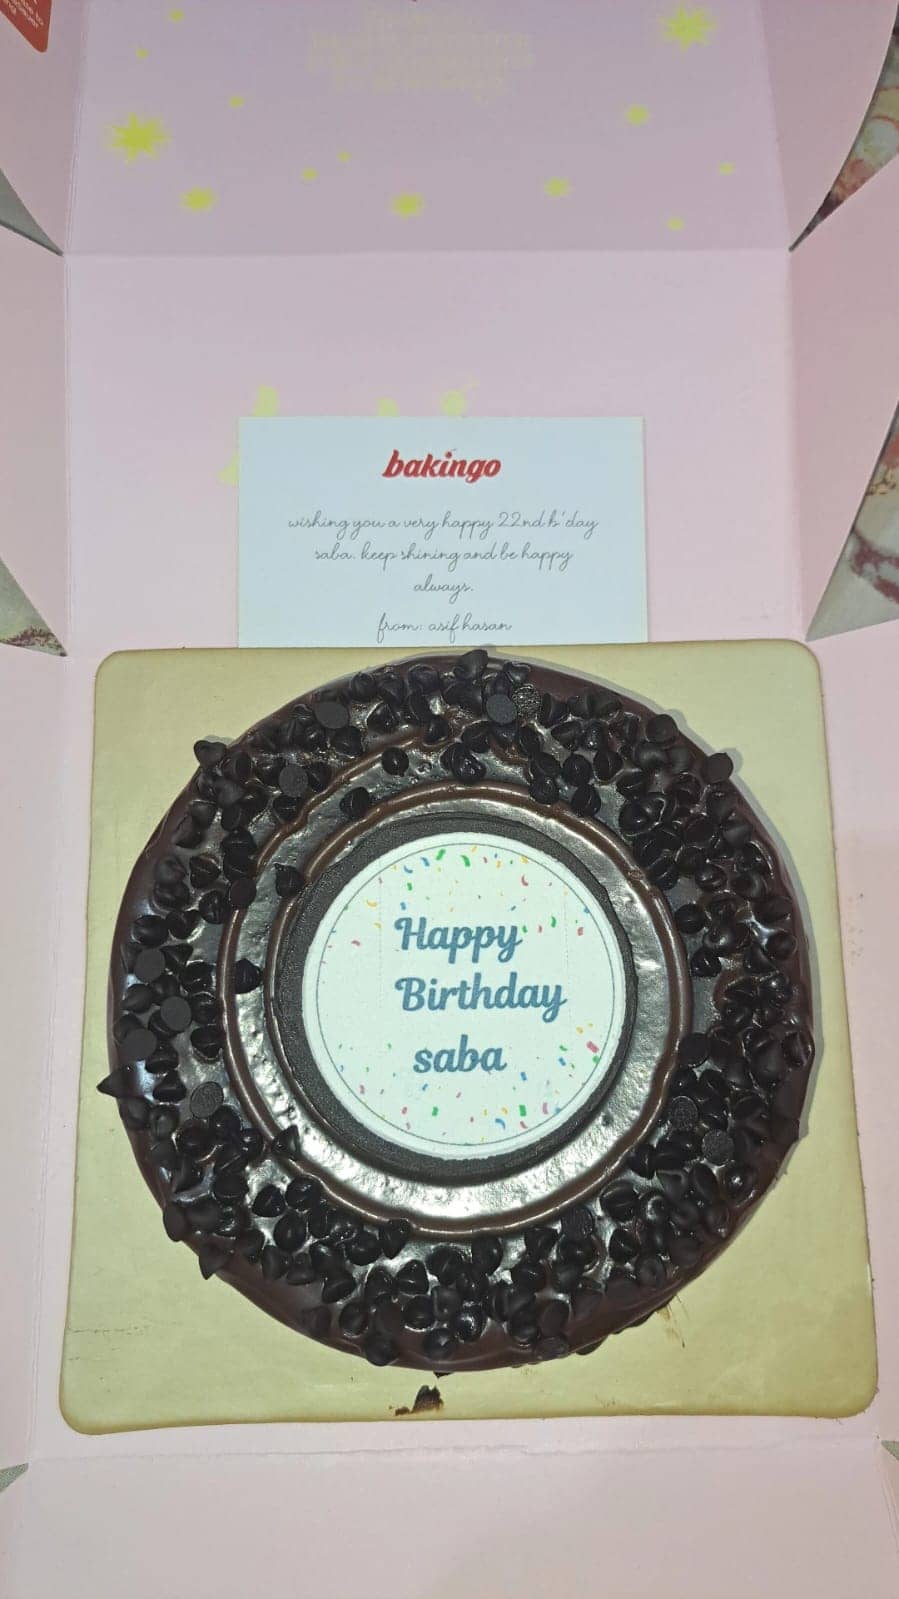 bakingo
wishing you a very happy 22nd b'day
saba. keep shining and be happy
always.
from: asif hasan
Happy
Birthday
saba